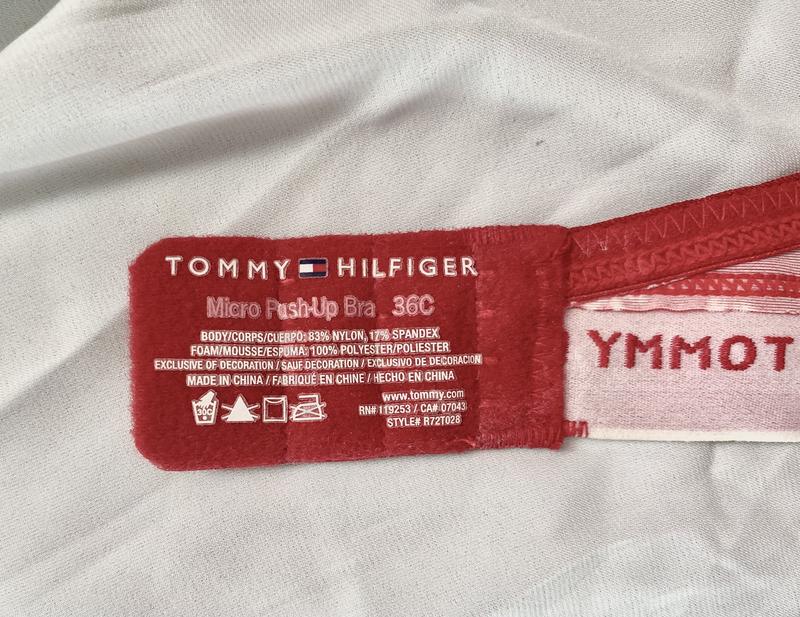 TOMMY HILFIGER
Micro Push-Up Bra 36C
BODY/CORPS/CUERPO: 83% NYLON, 17% SPANDEX
FOAM/MOUSSE/ESPUMA: 100% POLYESTER/POLIESTER
EXCLUSIVE OF DECORATION / SAUF DECORATION / EXCLUSIVO DE DECORACION
MADE IN CHINA / FABRIQUÉ EN CHINE / HECHO EN CHINA
30C
www.tommy.com
RN# 119253 / CA# 07043
STYLE# R72T028
YMMOT